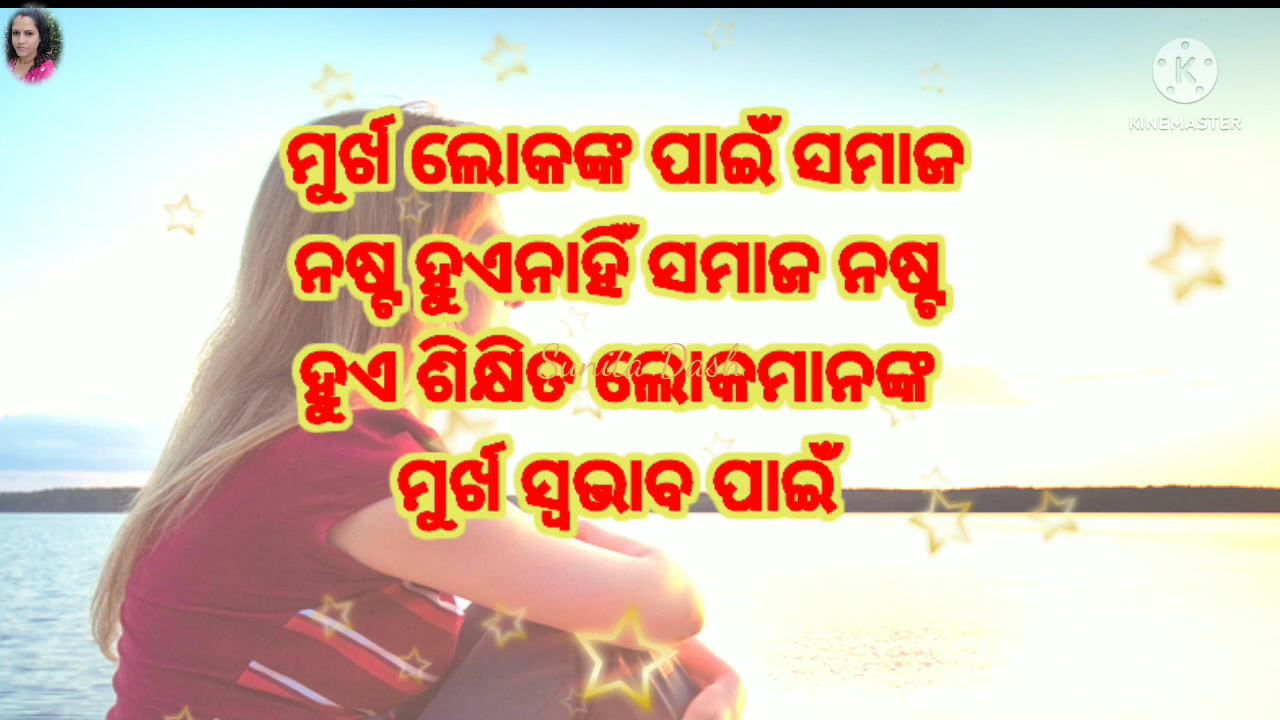 KINEMASTER
ମୁର୍ଖ ଲୋକଙ୍କ ପାଇଁ ସମାଜ
ନଷ୍ଟ ହୁଏନାହିଁ ସମାଜ ନଷ୍ଟ
ହୁଏ ଶିକ୍ଷିତ ଲୋକମାନଙ୍କ
Sunita Dash
ମୁର୍ଖ ସ୍ୱଭାବ ପାଇଁ